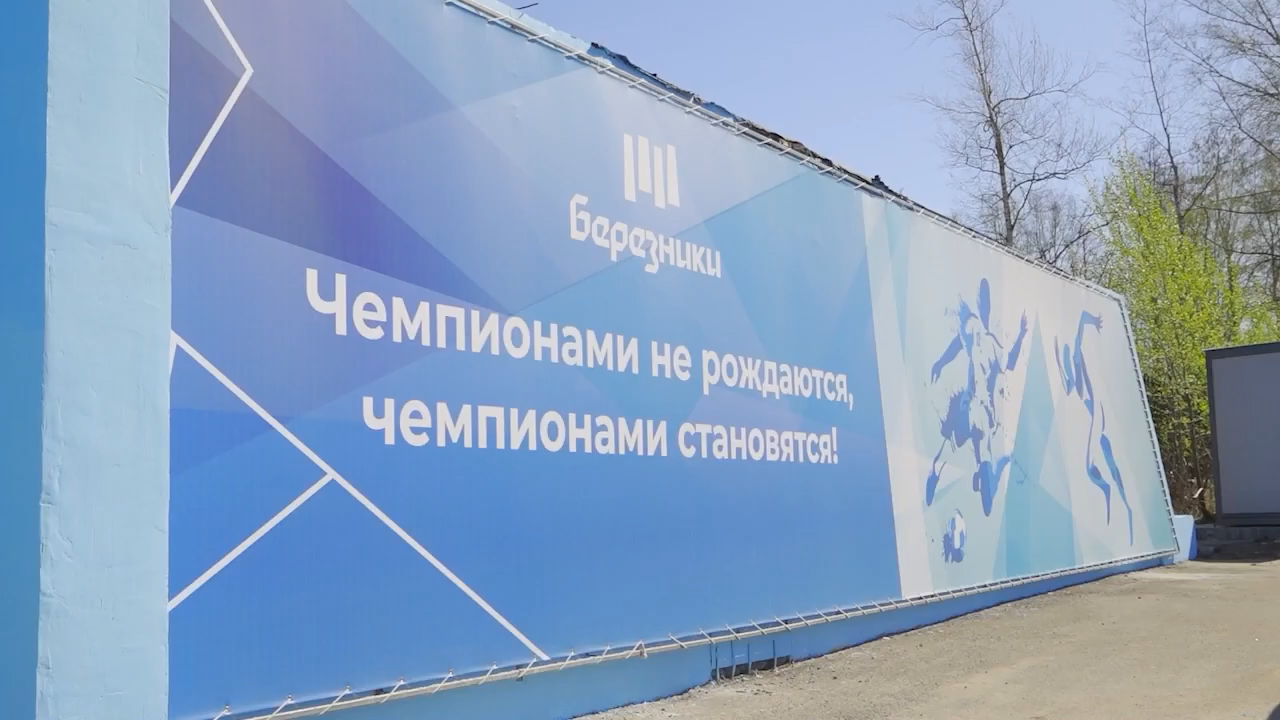 Березники
Чемпионами не рождаются,
чемпионами становятся!